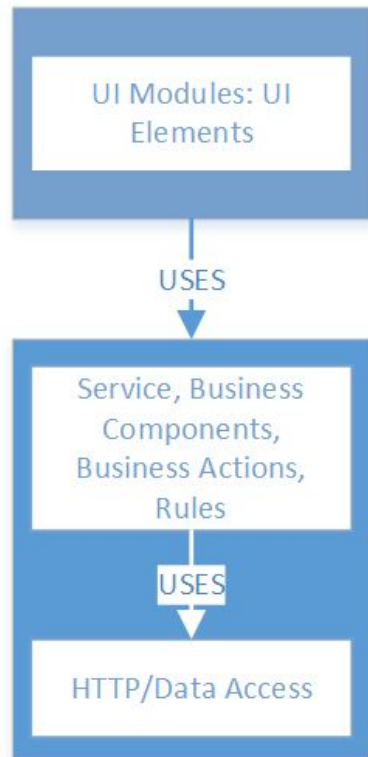 UI Modules: UI
Elements
USES
Service, Business
Components,
Business Actions,
Rules
USES
HTTP/Data Access